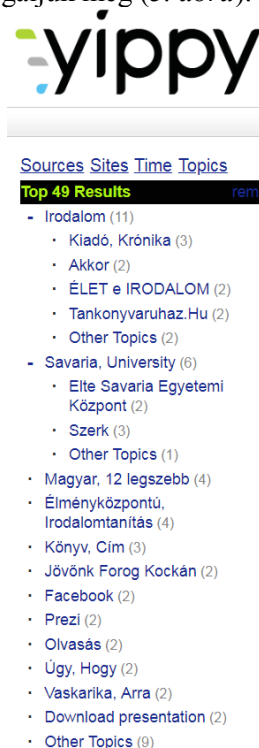 yippy
Sources Sites Time Topics
Top 49 Results rem
- Irodalom (11)
· Kiadó, Krónika (3)
· Akkor (2)
· ÉLET e IRODALOM (2)
· Tankonyvaruhaz.Hu (2)
· Other Topics (2)
- Savaria, University (6)
· Elte Savaria Egyetemi
Központ (2)
· Szerk (3)
· Other Topics (1)
· Magyar, 12 legszebb (4)
· Élményközpontú,
Irodalomtanítás (4)
· Könyv, Cím (3)
· Jövőnk Forog Kockán (2)
· Facebook (2)
· Prezi (2)
· Olvasás (2)
· Úgy, Hogy (2)
· Vaskarika, Arra (2)
· Download presentation (2)
· Other Topics (9)